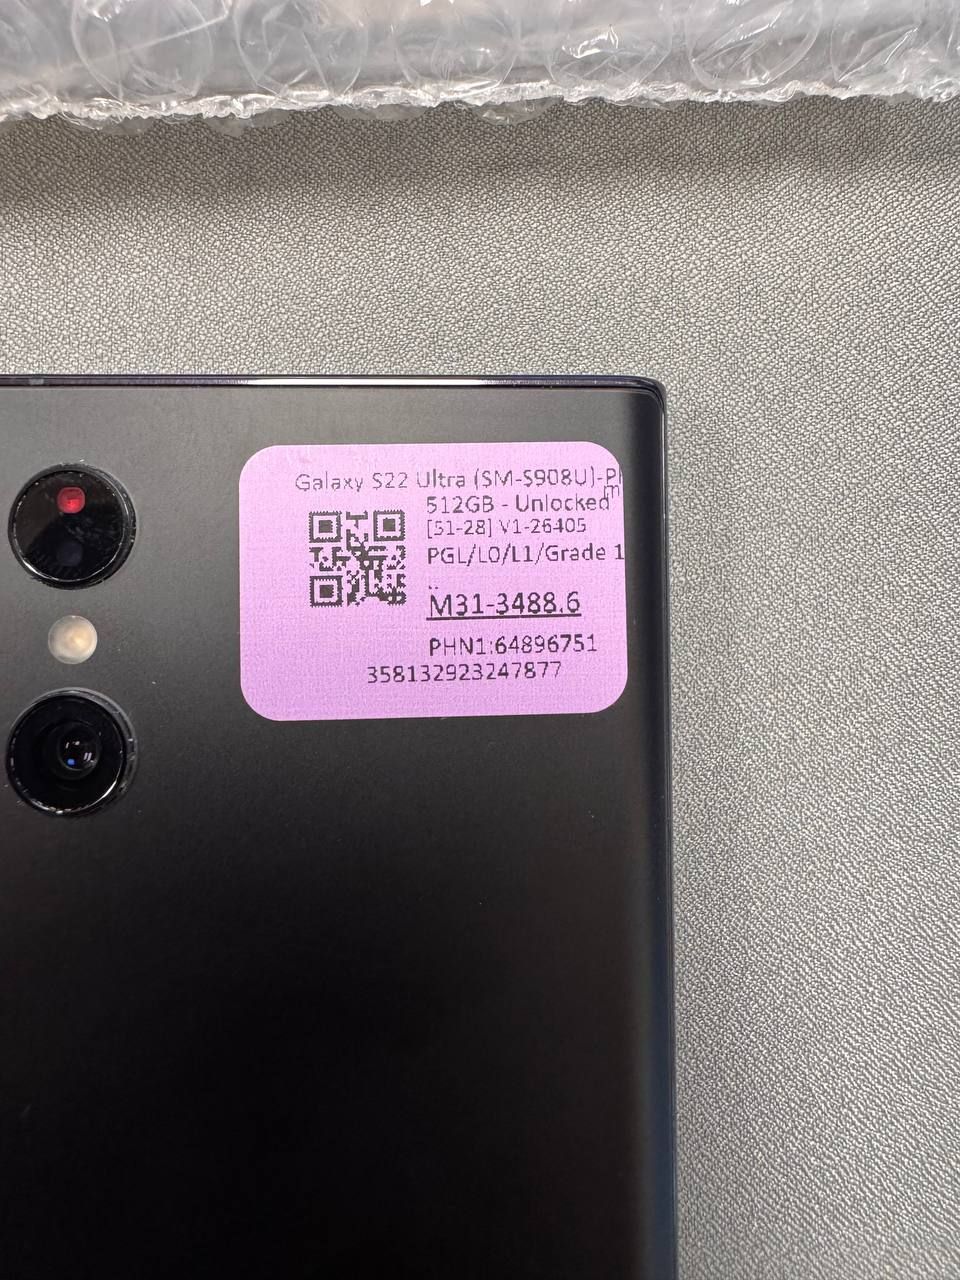 Galaxy S22 Ultra (SM-S908U)-Ph
512GB - Unlocked
[51-28] V1-26405
PGL/L0/L1/Grade 1
..
M31-3488.6
PHN1:64896751
358132923247877